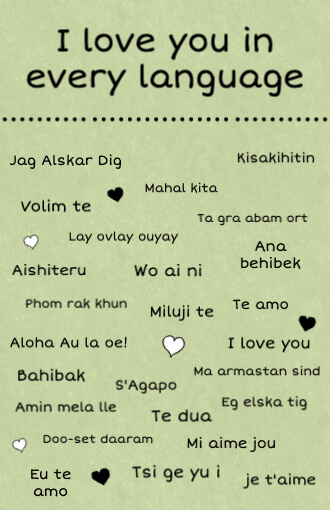 I love you in
every language
Jag Alskar Dig
Kisakihitin
Mahal kita
Volim te
Ta gra abam ort
Lay ovlay ouyay
Ana
behibek
Aishiteru
Wo ai ni
Phom rak khun
Miluji te
Te amo
Aloha Au la oe!
I love you
Bahibak
S'Agapo
Ma armastan sind
Amin mela lle
Te dua
Eg elska tig
Doo-set daaram
Mi aime jou
Eu te
amo
Tsi ge yu i
je t'aime